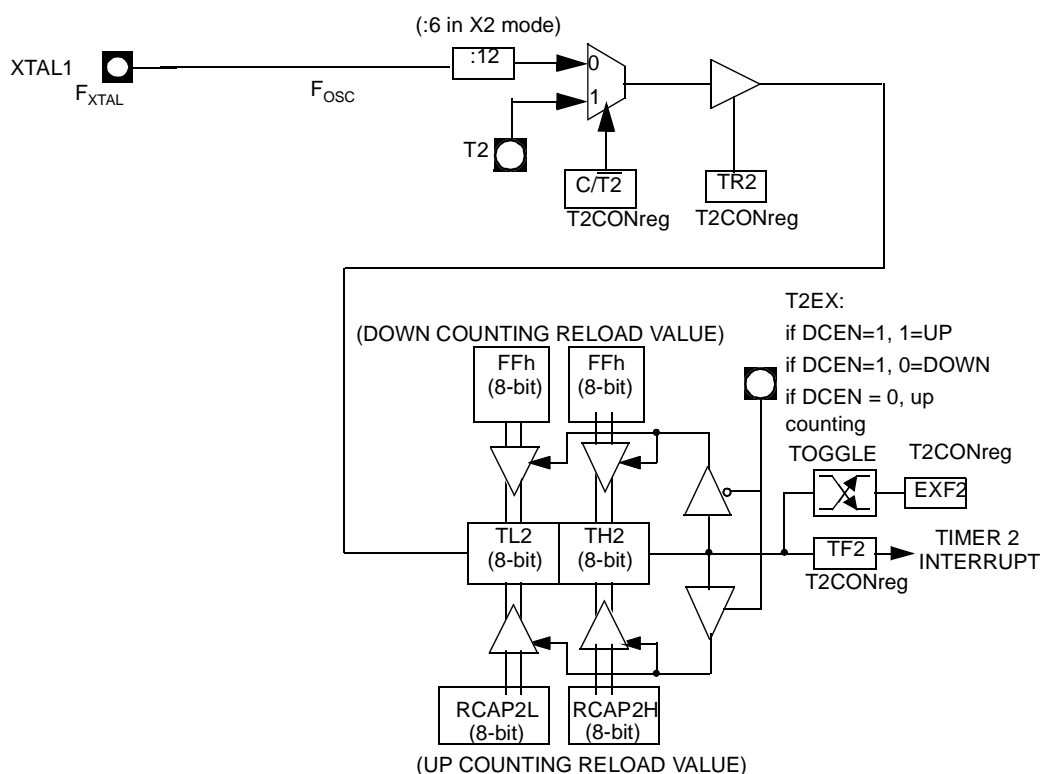 (:6 in X2 mode)
XTAL1
:12
0
FXTAL
FOSC
1
T2
C/T2
TR2
T2CONreg
T2CONreg
T2EX:
(DOWN COUNTING RELOAD VALUE)
if DCEN=1, 1=UP
FFh
(8-bit)
FFh
(8-bit)
if DCEN=1, 0=DOWN
if DCEN = 0, up
counting
TOGGLE
T2CONreg
EXF2
TL2
(8-bit)
TH2
(8-bit)
TF2
TIMER 2
INTERRUPT
T2CONreg
RCAP2L
(8-bit)
RCAP2H
(8-bit)
(UP COUNTING RELOAD VALUE)